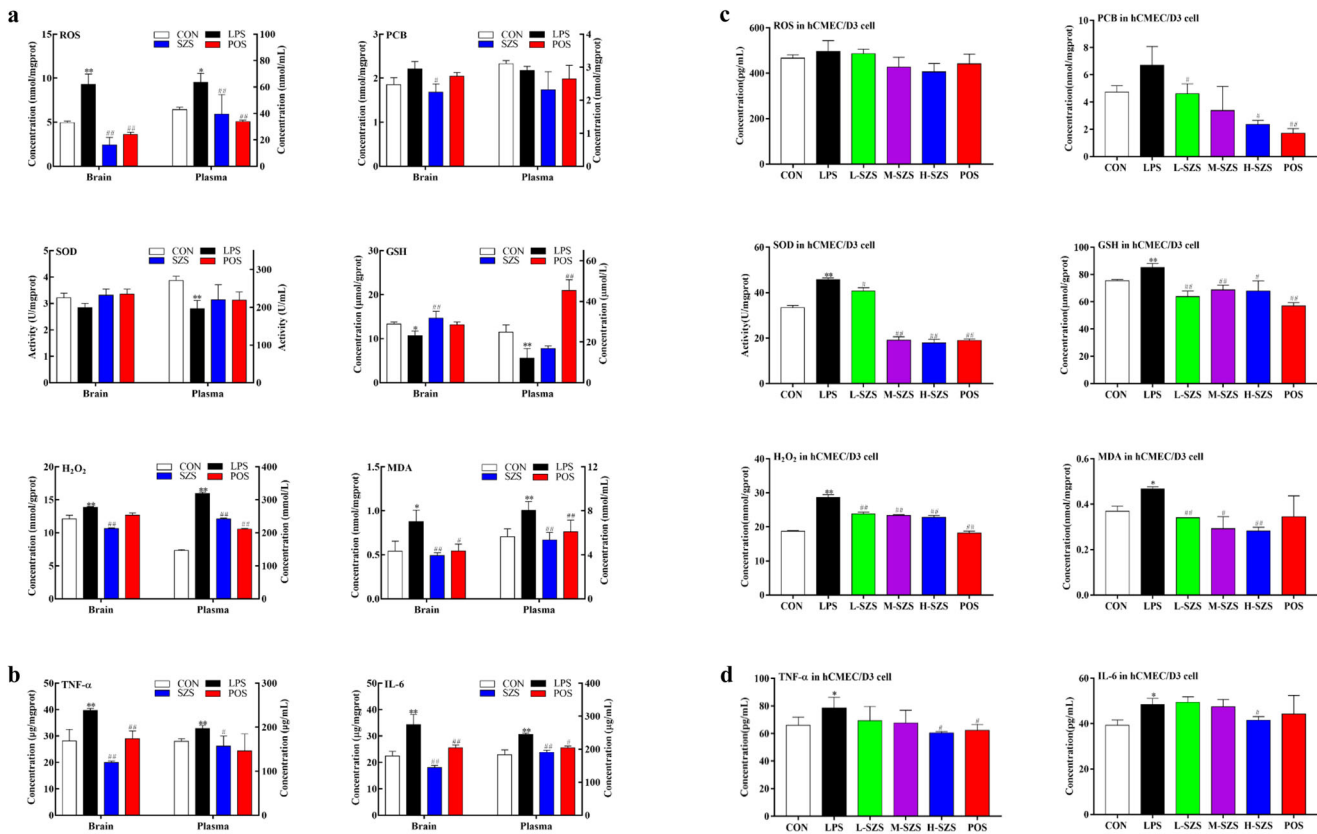 a
ROS
CON
LPS
SZS
POS
Concentration (nmol/mgprot)
15
10
5
0
100
80
60
40
20
0
Concentration (nmol/mL)
**
##
##
*
##
##
Brain
Plasma
PCB
CON
LPS
SZS
POS
Concentration (nmol/mgprot)
3
2
1
0
4
3
2
1
0
Concentration (nmol/mgprot)
#
Brain
Plasma
SOD
CON
LPS
SZS
POS
Activity (U/mgprot)
5
4
3
2
1
0
300
200
100
0
Activity (U/mL)
**
Brain
Plasma
GSH
CON
LPS
SZS
POS
Concentration (μmol/gprot)
30
20
10
0
60
40
20
0
Concentration (μmol/L)
*
##
**
##
Brain
Plasma
H₂O₂
CON
LPS
SZS
POS
Concentration (mmol/gprot)
20
15
10
5
0
400
300
200
100
0
Concentration (mmol/L)
**
##
**
##
##
Brain
Plasma
MDA
CON
LPS
SZS
POS
Concentration (nmol/mgprot)
1.5
1.0
0.5
0.0
12
8
4
0
Concentration (nmol/mL)
*
##
#
**
##
##
Brain
Plasma
b
TNF-α
CON
LPS
SZS
POS
Concentration (μg/mgprot)
50
40
30
20
10
0
300
200
100
0
Concentration (μg/mL)
**
##
##
**
#
Brain
Plasma
IL-6
CON
LPS
SZS
POS
Concentration (μg/mgprot)
50
40
30
20
10
0
400
300
200
100
0
Concentration (μg/mL)
**
##
##
**
##
#
Brain
Plasma
c
ROS in hCMEC/D3 cell
Concentration(pg/mL)
600
400
200
0
CON LPS L-SZS M-SZS H-SZS POS
PCB in hCMEC/D3 cell
Concentration(nmol/mgprot)
10
8
6
4
2
0
#
#
##
CON LPS L-SZS M-SZS H-SZS POS
SOD in hCMEC/D3 cell
Activity(U/mgprot)
60
40
20
0
**
#
##
##
##
CON LPS L-SZS M-SZS H-SZS POS
GSH in hCMEC/D3 cell
Concentration(μmol/gprot)
100
80
60
40
20
0
**
##
##
#
##
CON LPS L-SZS M-SZS H-SZS POS
H₂O₂ in hCMEC/D3 cell
Concentration(mmol/gprot)
40
30
20
10
0
**
##
##
##
##
CON LPS L-SZS M-SZS H-SZS POS
MDA in hCMEC/D3 cell
Concentration(nmol/mgprot)
0.6
0.4
0.2
0.0
*
##
#
##
CON LPS L-SZS M-SZS H-SZS POS
d
TNF-α in hCMEC/D3 cell
Concentration(pg/mL)
100
80
60
40
20
0
*
#
#
CON LPS L-SZS M-SZS H-SZS POS
IL-6 in hCMEC/D3 cell
Concentration(pg/mL)
60
40
20
0
*
#
CON LPS L-SZS M-SZS H-SZS POS